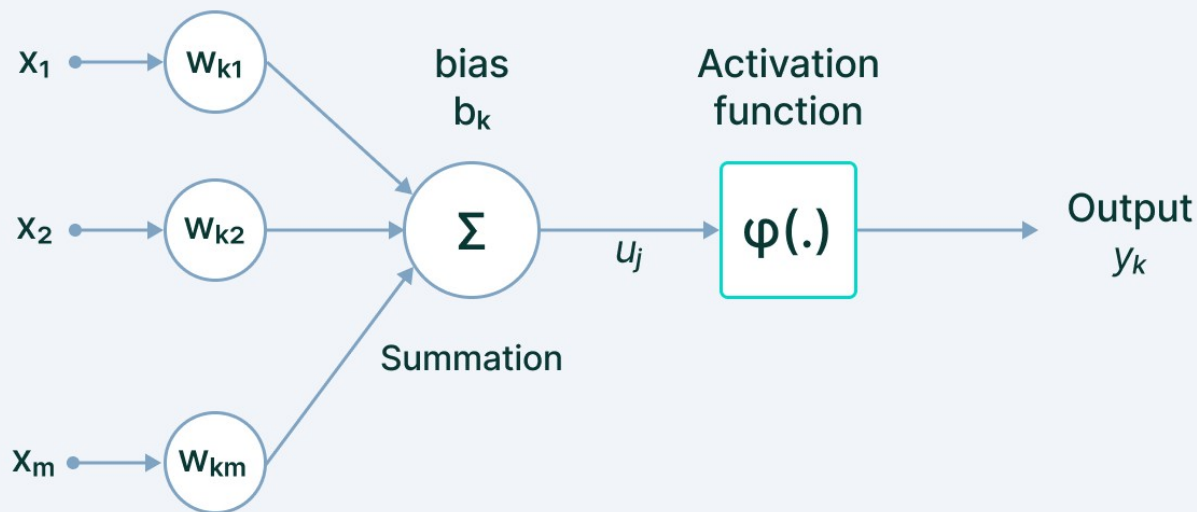 x₁
wₖ₁
bias
bₖ
Activation
function
x₂
wₖ₂
Σ
uⱼ
φ(.)
Output
yₖ
Summation
xₘ
wₖₘ